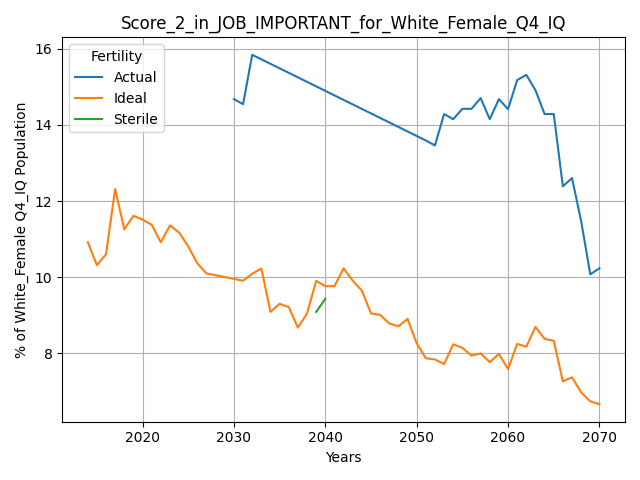 Score_2_in_JOB_IMPORTANT_for_White_Female_Q4_IQ
Fertility
Actual
Ideal
Sterile
% of White_Female Q4_IQ Population
16
14
12
10
8
2020 2030 2040 2050 2060 2070
Years